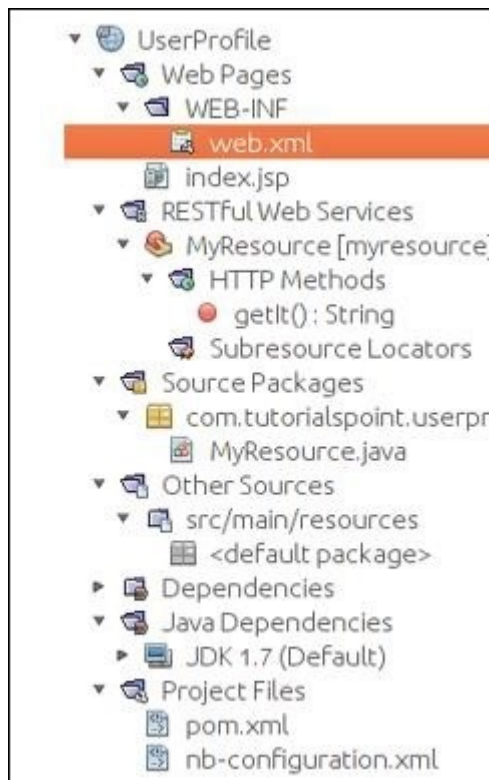 UserProfile
Web Pages
WEB-INF
web.xml
index.jsp
RESTful Web Services
MyResource [myresource]
HTTP Methods
getIt() : String
Subresource Locators
Source Packages
com.tutorialspoint.userpr
MyResource.java
Other Sources
src/main/resources
<default package>
Dependencies
Java Dependencies
JDK 1.7 (Default)
Project Files
pom.xml
nb-configuration.xml